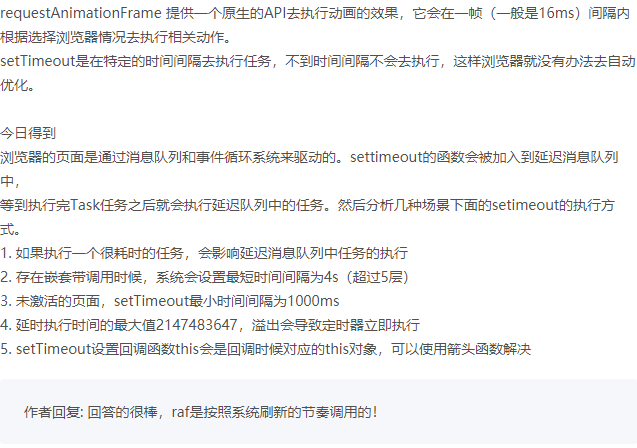 requestAnimationFrame 提供一个原生的API去执行动画的效果，它会在一帧（一般是16ms）间隔内
根据选择浏览器情况去执行相关动作。
setTimeout是在特定的时间间隔去执行任务，不到时间间隔不会去执行，这样浏览器就没有办法去自动
优化。
今日得到
浏览器的页面是通过消息队列和事件循环系统来驱动的。settimeout的函数会被加入到延迟消息队列
中，
等到执行完Task任务之后就会执行延迟队列中的任务。然后分析几种场景下面的setimeout的执行方
式。
1. 如果执行一个很耗时的任务，会影响延迟消息队列中任务的执行
2. 存在嵌套带调用时候，系统会设置最短时间间隔为4s（超过5层）
3. 未激活的页面，setTimeout最小时间间隔为1000ms
4. 延时执行时间的最大值2147483647，溢出会导致定时器立即执行
5. setTimeout设置回调函数this会是回调时候对应的this对象，可以使用箭头函数解决
作者回复: 回答的很棒，raf是按照系统刷新的节奏调用的！